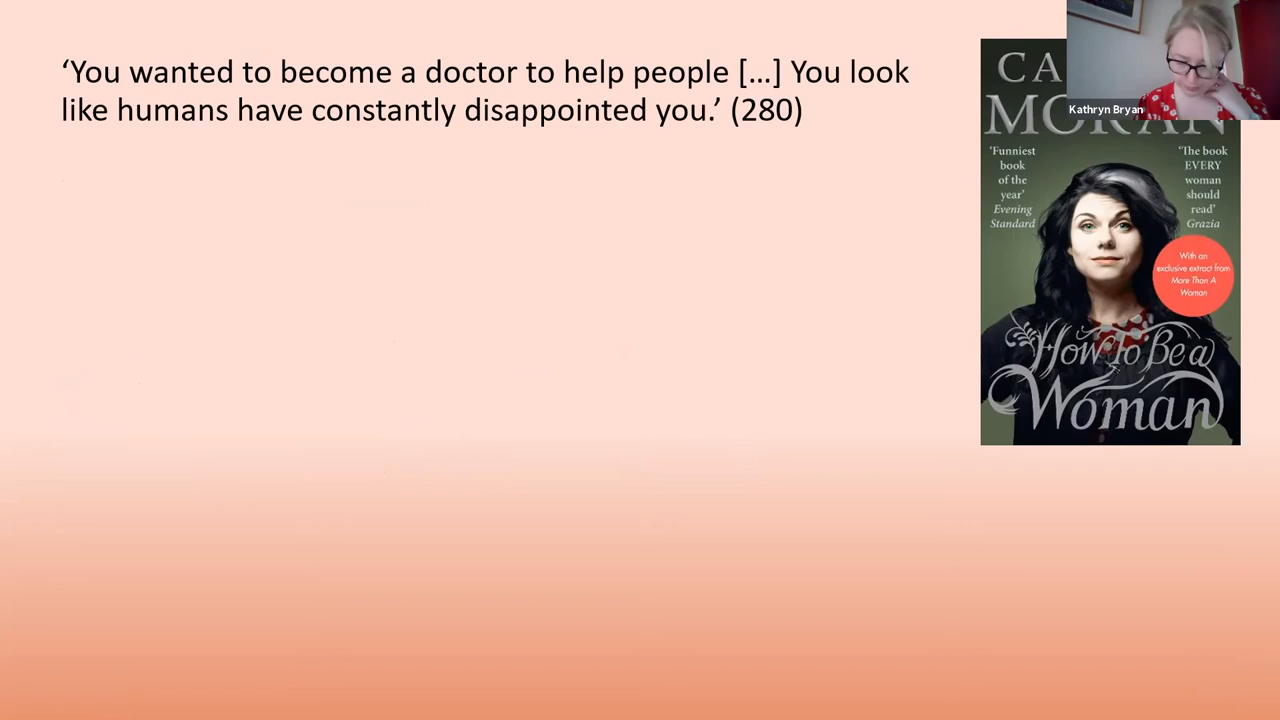 ‘You wanted to become a doctor to help people […] You look
like humans have constantly disappointed you.’ (280)
Kathryn Bryan
CA
MORAN
‘Funniest
book
of the
year’
Evening
Standard
‘The book
EVERY
woman
should
read’
Grazia
With an
exclusive extract from
More Than A
Woman
How To Be a
Woman